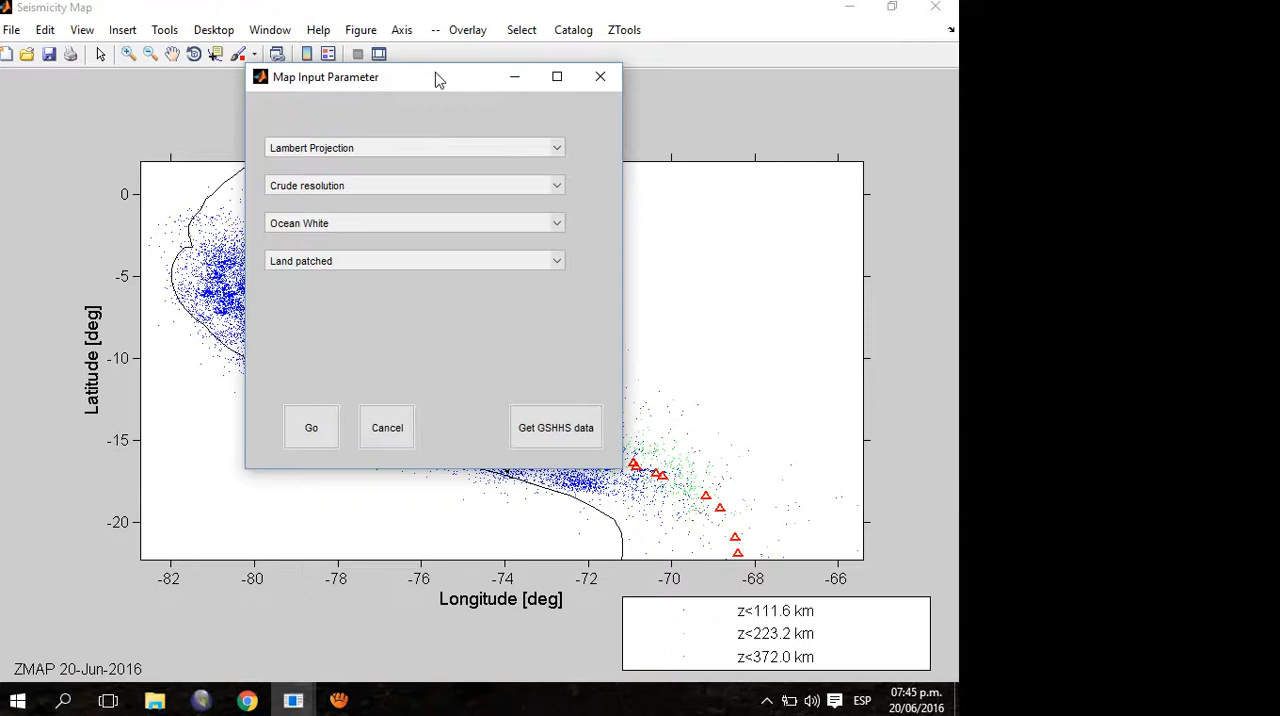 Seismicity Map
File Edit View Insert Tools Desktop Window Help Figure Axis -- Overlay Select Catalog ZTools
Map Input Parameter
Lambert Projection
Crude resolution
Ocean White
Land patched
Go Cancel Get GSHHS data
0
-5
-10
-15
-20
Latitude [deg]
-82 -80 -78 -76 -74 -72 -70 -68 -66
Longitude [deg]
z<111.6 km
z<223.2 km
z<372.0 km
ZMAP 20-Jun-2016
ESP
07:45 p.m.
20/06/2016